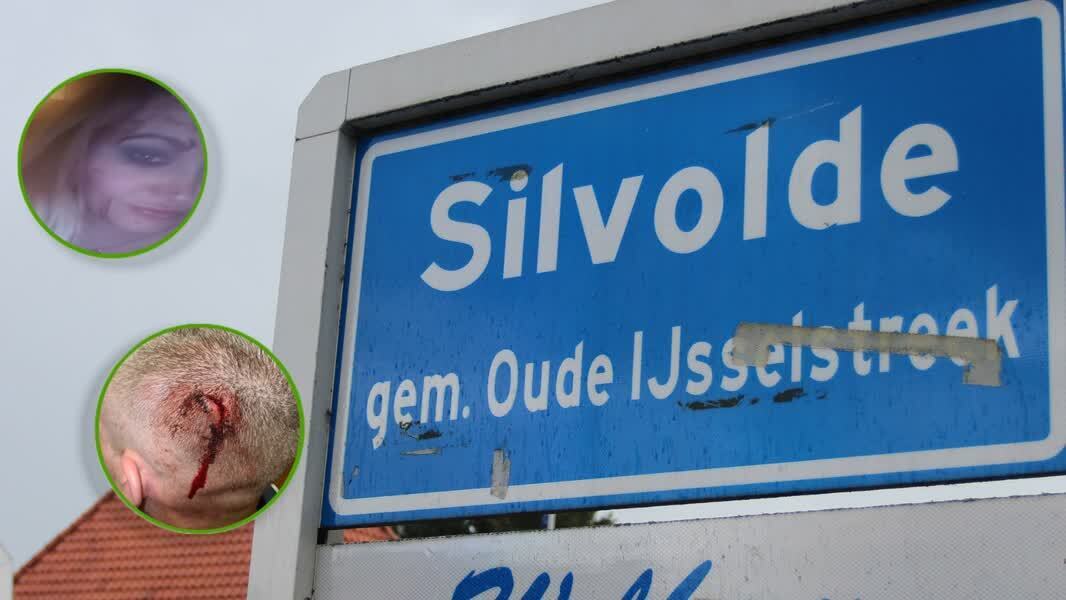 Silvolde
gem. Oude IJsselstreek